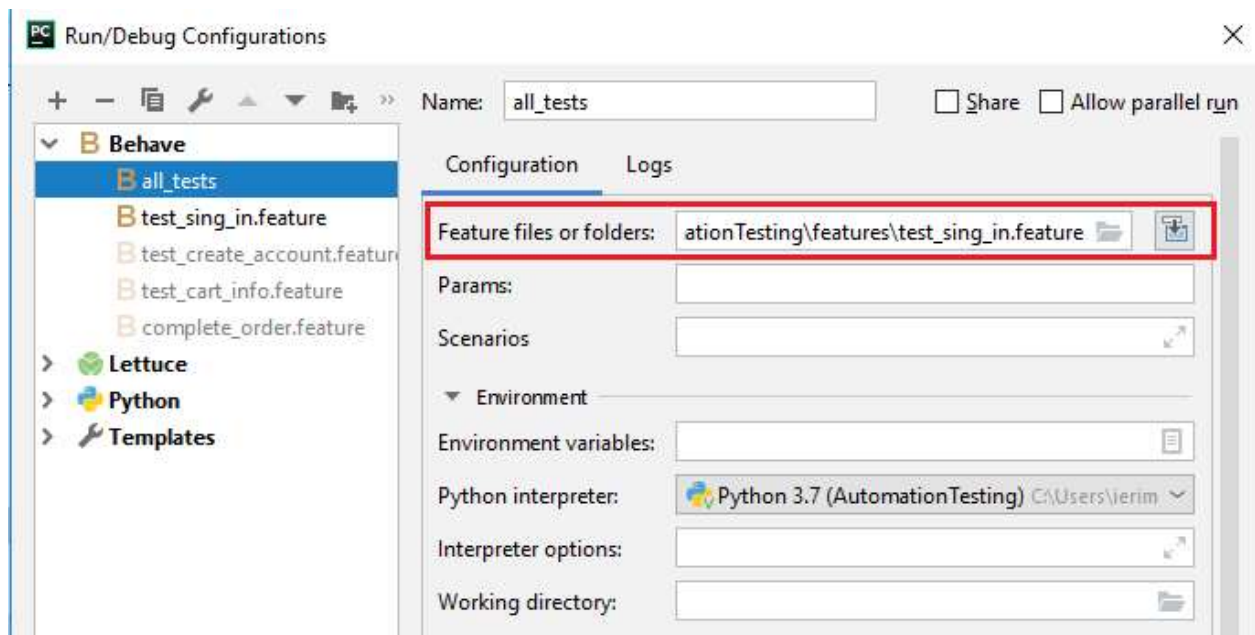 PC Run/Debug Configurations
Name: all_tests Share Allow parallel run
Behave
all_tests
test_sing_in.feature
test_create_account.feature
test_cart_info.feature
complete_order.feature
Lettuce
Python
Templates
Configuration Logs
Feature files or folders: ationTesting\features\test_sing_in.feature
Params:
Scenarios
Environment
Environment variables:
Python interpreter: Python 3.7 (AutomationTesting) C:\Users\ierim
Interpreter options:
Working directory: